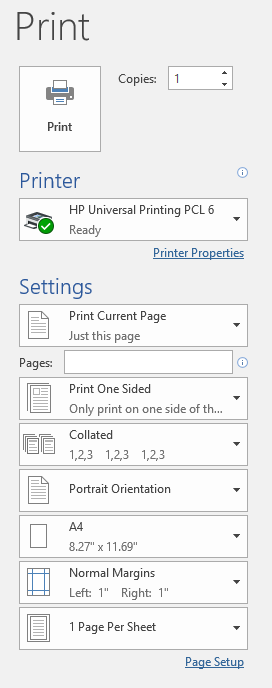 Print
Copies: 1
Print
Printer
HP Universal Printing PCL 6
Ready
Printer Properties
Settings
Print Current Page
Just this page
Pages:
Print One Sided
Only print on one side of th...
Collated
1,2,3 1,2,3 1,2,3
Portrait Orientation
A4
8.27" x 11.69"
Normal Margins
Left: 1" Right: 1"
1 Page Per Sheet
Page Setup